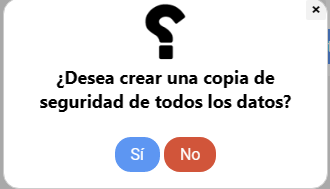 ×
¿Desea crear una copia de
seguridad de todos los datos?
Sí No